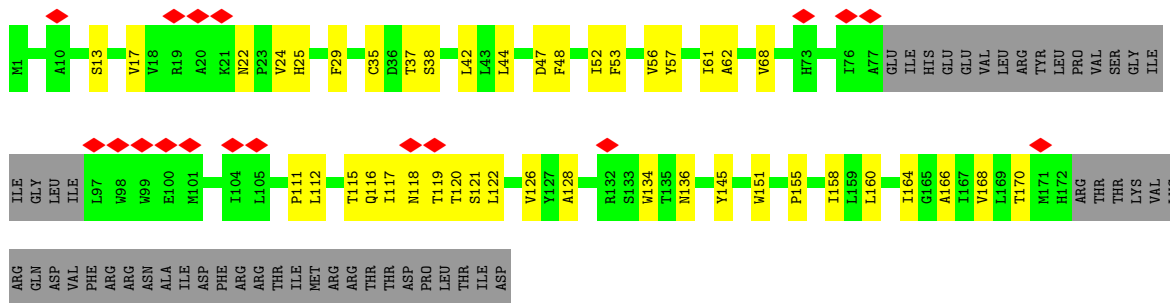 M1 A10 S13 V17 V18 R19 A20 K21 N22 P23 V24 H25 F29 C35 D36 T37 S38 L42 L43 L44 D47 F48 I52 F53 V56 Y57 I61 A62 V68 H73 I76 A77 GLU ILE HIS GLU GLU VAL LEU ARG TYR LEU PRO VAL SER GLY ILE
ILE GLY LEU ILE L97 W98 W99 E100 M101 I104 L105 P111 L112 T115 Q116 I117 N118 T119 T120 S121 L122 V126 Y127 A128 R132 S133 W134 T135 N136 Y145 W151 P155 I158 L159 L160 I164 G165 A166 I167 V168 L169 T170 M171 H172 ARG THR THR LYS VAL
ARG GLN ASP VAL PHE ARG ARG ASN ALA ILE ASP PHE ARG ARG THR ILE MET ARG ARG THR THR ASP PRO LEU THR ILE ASP